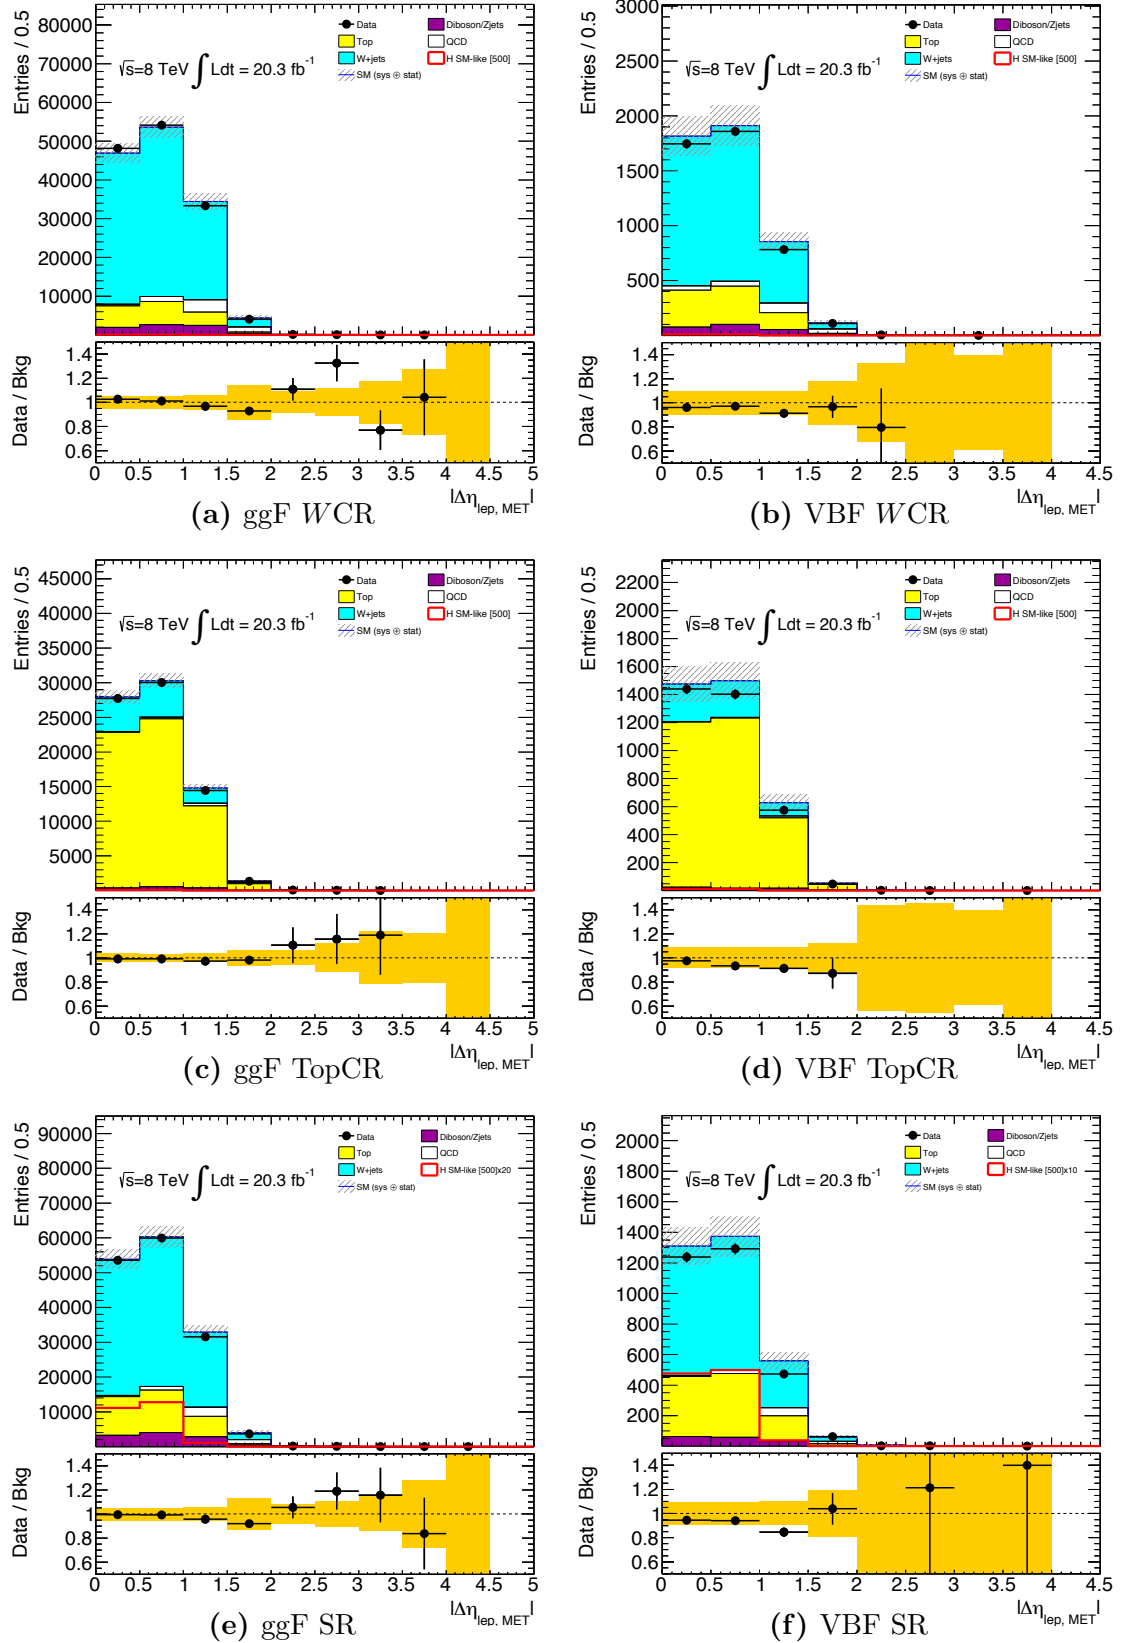 Entries / 0.5
80000
70000
60000
50000
40000
30000
20000
10000
Data
Top
W+jets
SM (sys ⊕ stat)
Diboson/Zjets
QCD
H SM-like [500]
√s=8 TeV ∫ Ldt = 20.3 fb⁻¹
Data / Bkg
1.4
1.2
1
0.8
0.6
0 0.5 1 1.5 2 2.5 3 3.5 4 4.5 5
|Δη lep, MET|
(a) ggF WCR
Entries / 0.5
3000
2500
2000
1800
1600
1400
1200
1000
500
Data
Top
W+jets
SM (sys ⊕ stat)
Diboson/Zjets
QCD
H SM-like [500]
√s=8 TeV ∫ Ldt = 20.3 fb⁻¹
Data / Bkg
1.4
1.2
1
0.8
0.6
0 0.5 1 1.5 2 2.5 3 3.5 4 4.5
|Δη lep, MET|
(b) VBF WCR
Entries / 0.5
45000
40000
35000
30000
25000
20000
15000
10000
5000
Data
Top
W+jets
SM (sys ⊕ stat)
Diboson/Zjets
QCD
H SM-like [500]
√s=8 TeV ∫ Ldt = 20.3 fb⁻¹
Data / Bkg
1.4
1.2
1
0.8
0.6
0 0.5 1 1.5 2 2.5 3 3.5 4 4.5 5
|Δη lep, MET|
(c) ggF TopCR
Entries / 0.5
2200
2000
1800
1600
1400
1200
1000
800
600
400
200
0
Data
Top
W+jets
SM (sys ⊕ stat)
Diboson/Zjets
QCD
H SM-like [500]
√s=8 TeV ∫ Ldt = 20.3 fb⁻¹
Data / Bkg
1.4
1.2
1
0.8
0.6
0 0.5 1 1.5 2 2.5 3 3.5 4 4.5
|Δη lep, MET|
(d) VBF TopCR
Entries / 0.5
90000
80000
70000
60000
50000
40000
30000
20000
10000
Data
Top
W+jets
SM (sys ⊕ stat)
Diboson/Zjets
QCD
H SM-like [500]x20
√s=8 TeV ∫ Ldt = 20.3 fb⁻¹
Data / Bkg
1.4
1.2
1
0.8
0.6
0 0.5 1 1.5 2 2.5 3 3.5 4 4.5 5
|Δη lep, MET|
(e) ggF SR
Entries / 0.5
2000
1800
1600
1400
1200
1000
800
600
400
200
0
Data
Top
W+jets
SM (sys ⊕ stat)
Diboson/Zjets
QCD
H SM-like [500]x10
√s=8 TeV ∫ Ldt = 20.3 fb⁻¹
Data / Bkg
1.4
1.2
1
0.8
0.6
0 0.5 1 1.5 2 2.5 3 3.5 4 4.5
|Δη lep, MET|
(f) VBF SR